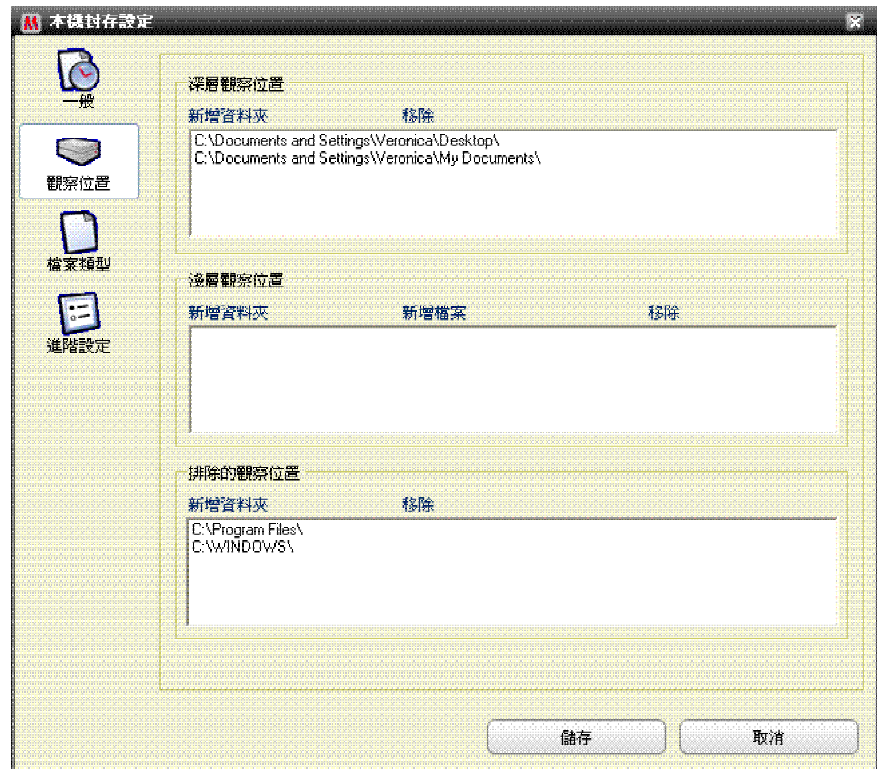 本機封存設定
一般
觀察位置
檔案類型
進階設定
深層觀察位置
新增資料夾 移除
C:\Documents and Settings\Veronica\Desktop\
C:\Documents and Settings\Veronica\My Documents\
淺層觀察位置
新增資料夾 新增檔案 移除
排除的觀察位置
新增資料夾 移除
C:\Program Files\
C:\WINDOWS\
儲存 取消